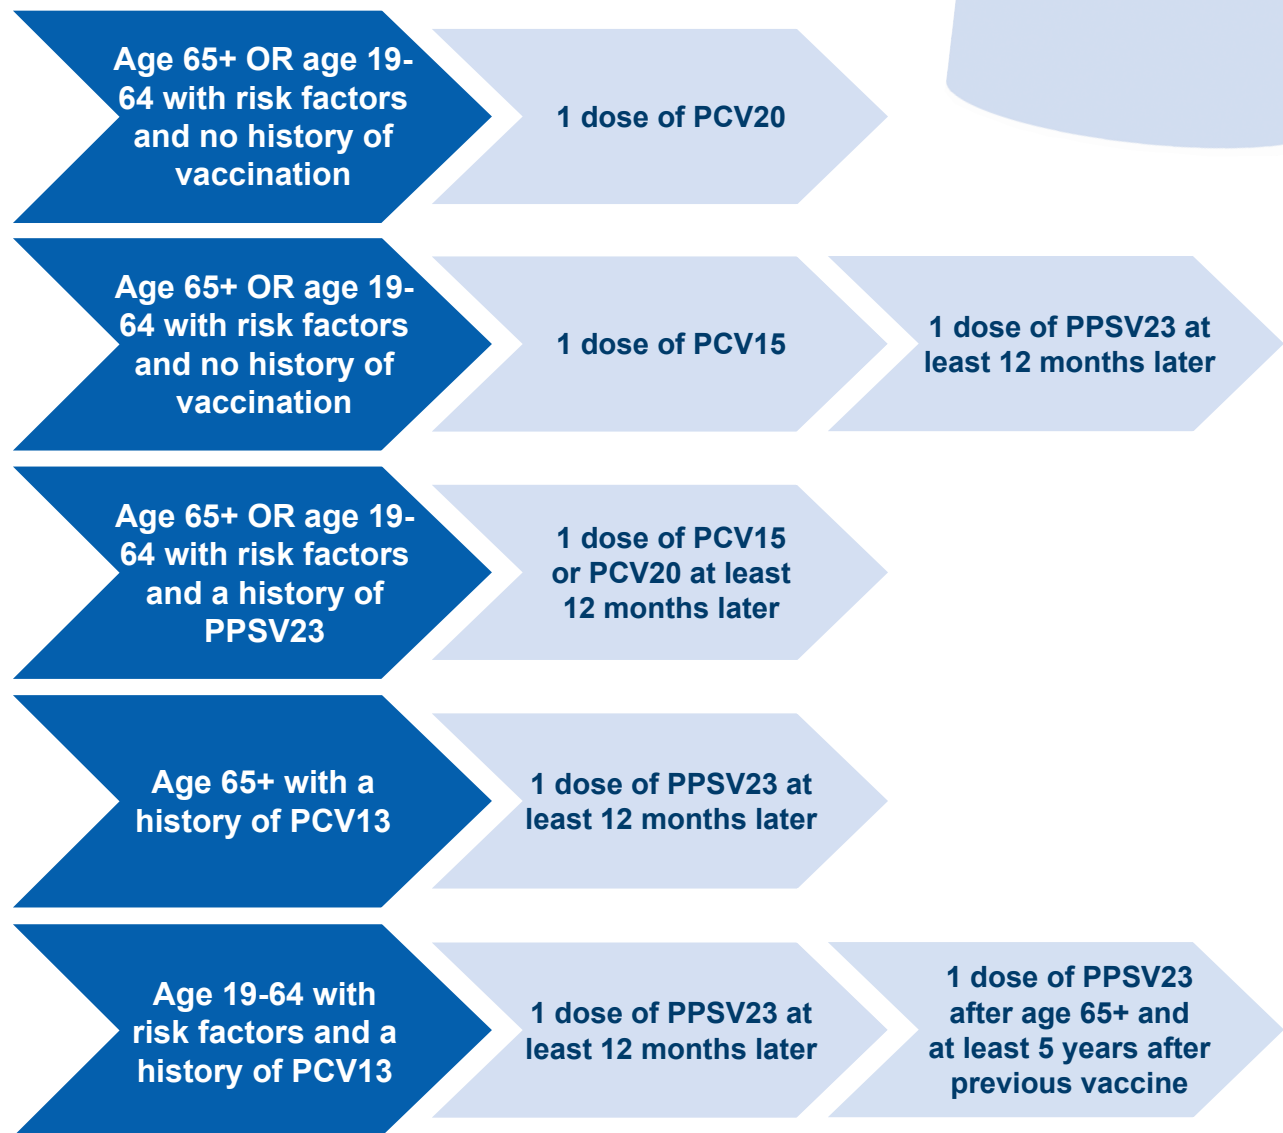 Age 65+ OR age 19-
64 with risk factors
and no history of
vaccination
1 dose of PCV20
Age 65+ OR age 19-
64 with risk factors
and no history of
vaccination
1 dose of PCV15
1 dose of PPSV23 at
least 12 months later
Age 65+ OR age 19-
64 with risk factors
and a history of
PPSV23
1 dose of PCV15
or PCV20 at least
12 months later
Age 65+ with a
history of PCV13
1 dose of PPSV23 at
least 12 months later
Age 19-64 with
risk factors and a
history of PCV13
1 dose of PPSV23 at
least 12 months later
1 dose of PPSV23
after age 65+ and
at least 5 years after
previous vaccine